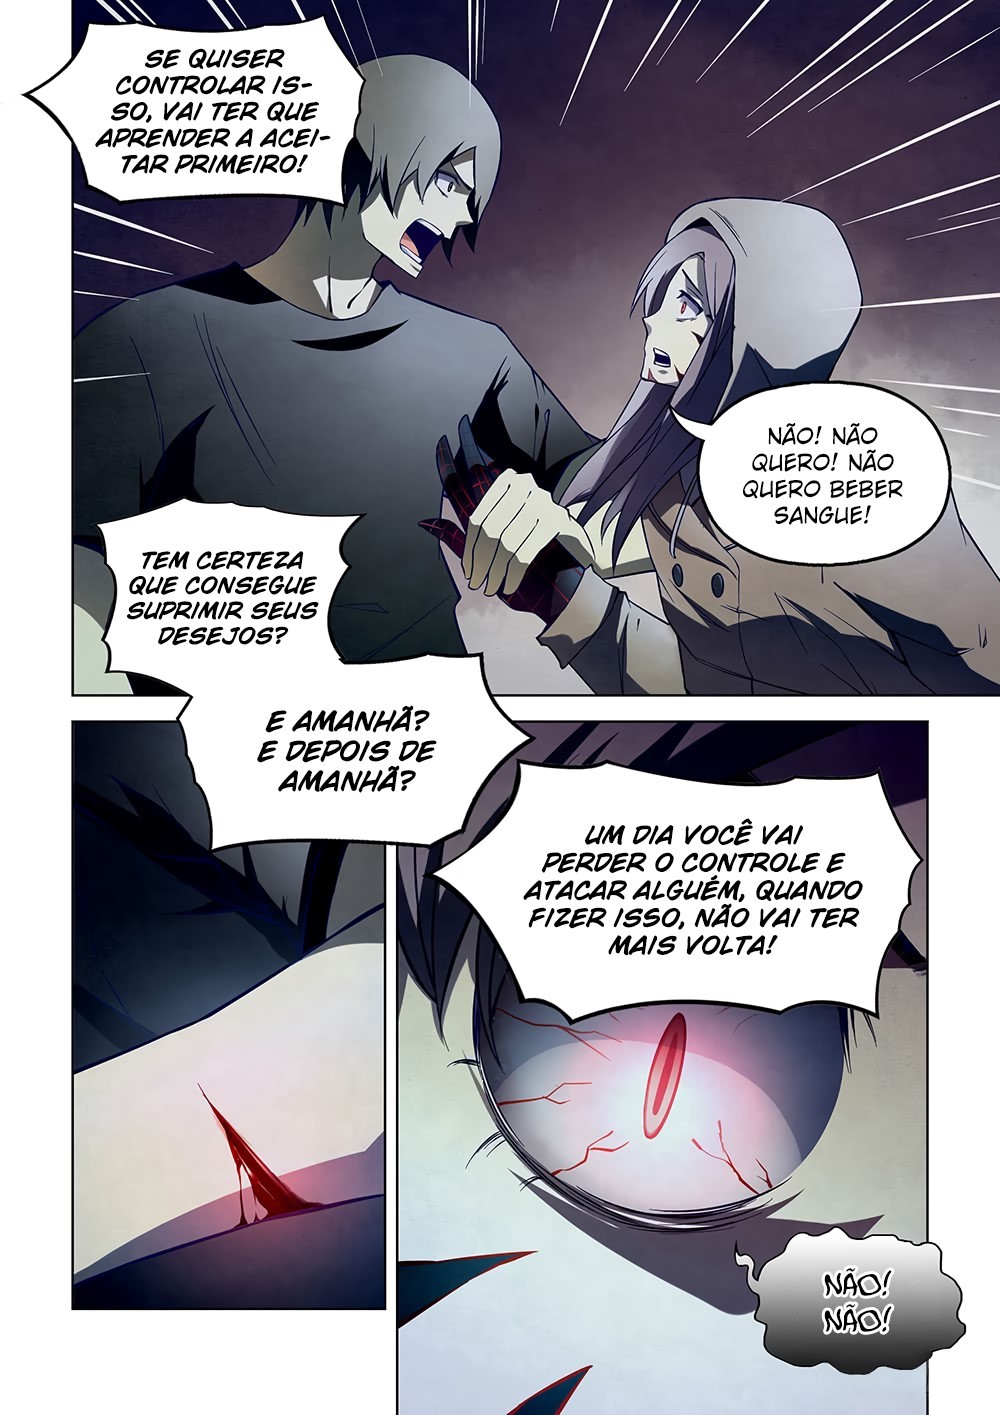 SE QUISER
CONTROLAR IS-
SO, VAI TER QUE
APRENDER A ACEI-
TAR PRIMEIRO!
NÃO! NÃO
QUERO! NÃO
QUERO BEBER
SANGUE!
TEM CERTEZA
QUE CONSEGUE
SUPRIMIR SEUS
DESEJOS?
E AMANHÃ?
E DEPOIS DE
AMANHÃ?
UM DIA VOCÊ VAI
PERDER O CONTROLE E
ATACAR ALGUÉM, QUANDO
FIZER ISSO, NÃO VAI TER
MAIS VOLTA!
NÃO!
NÃO!